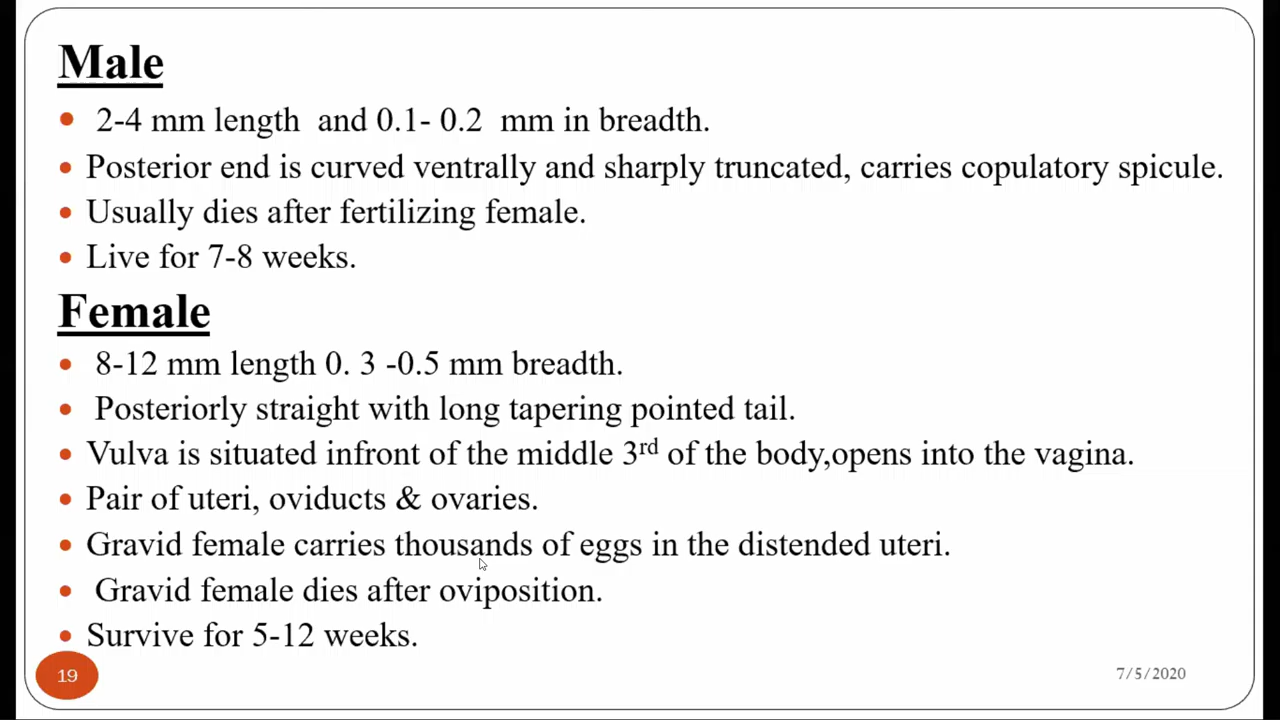 Male
• 2-4 mm length and 0.1- 0.2 mm in breadth.
• Posterior end is curved ventrally and sharply truncated, carries copulatory spicule.
• Usually dies after fertilizing female.
• Live for 7-8 weeks.
Female
• 8-12 mm length 0. 3 -0.5 mm breadth.
• Posteriorly straight with long tapering pointed tail.
• Vulva is situated infront of the middle 3rd of the body,opens into the vagina.
• Pair of uteri, oviducts & ovaries.
• Gravid female carries thousands of eggs in the distended uteri.
• Gravid female dies after oviposition.
• Survive for 5-12 weeks.
19
7/5/2020